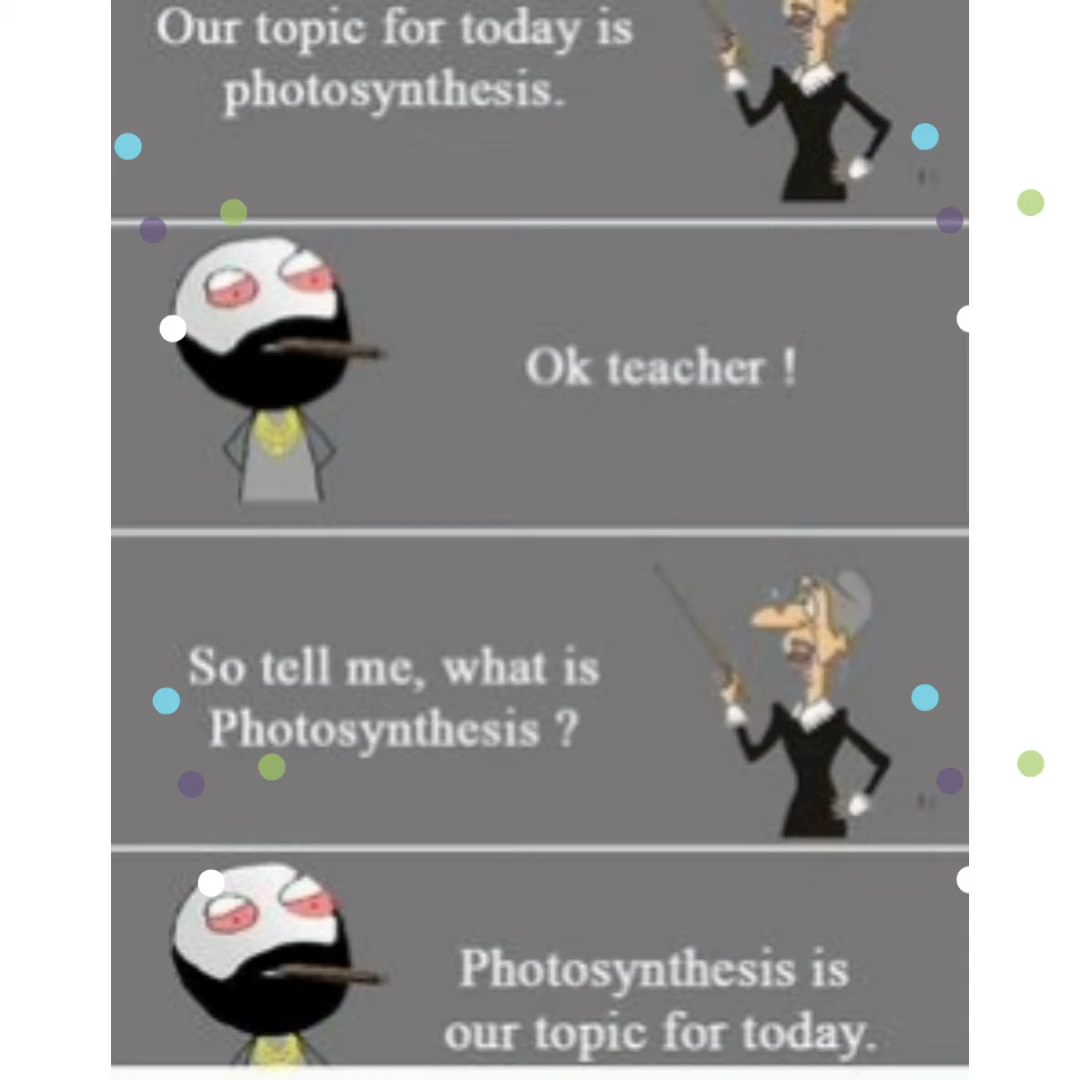 Our topic for today is
photosynthesis.
Ok teacher !
So tell me, what is
Photosynthesis ?
Photosynthesis is
our topic for today.